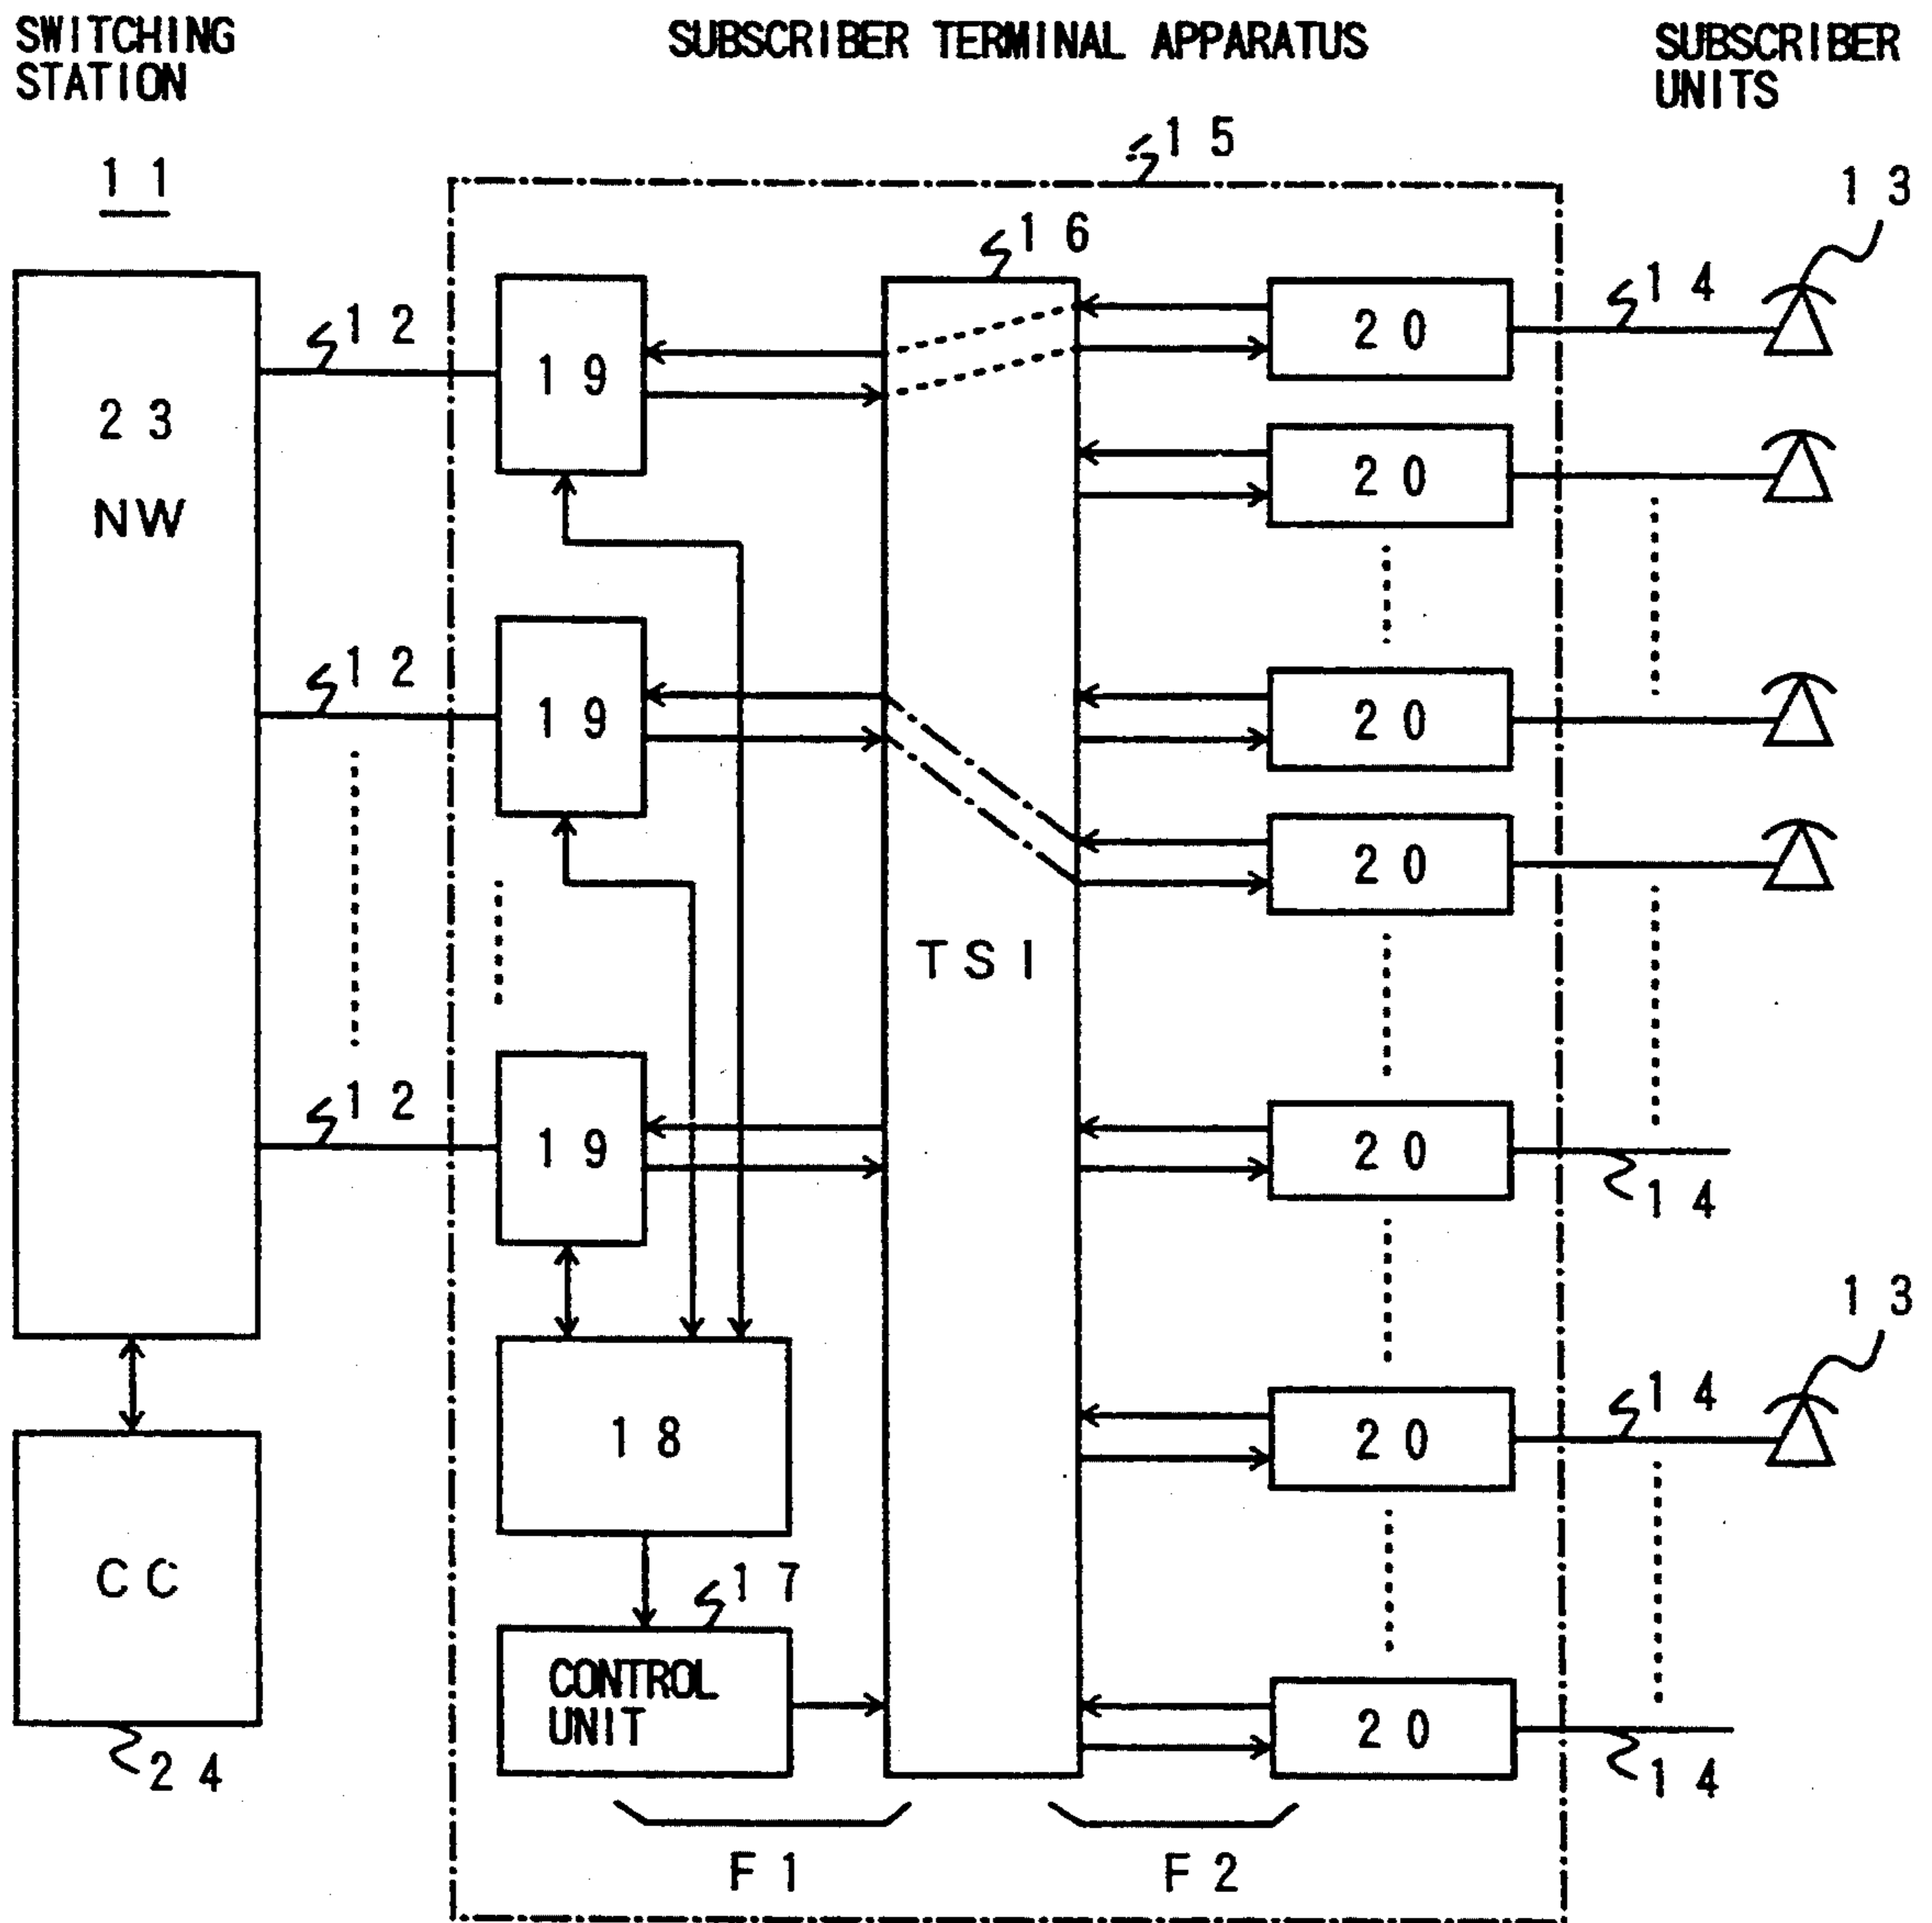 SWITCHING
STATION
SUBSCRIBER TERMINAL APPARATUS
SUBSCRIBER
UNITS
15
11
13
16
12
14
19
20
23
NW
20
12
19
20
20
TSI
12
19
20
14
13
18
14
20
CC
17
CONTROL
UNIT
20
24
14
F1
F2